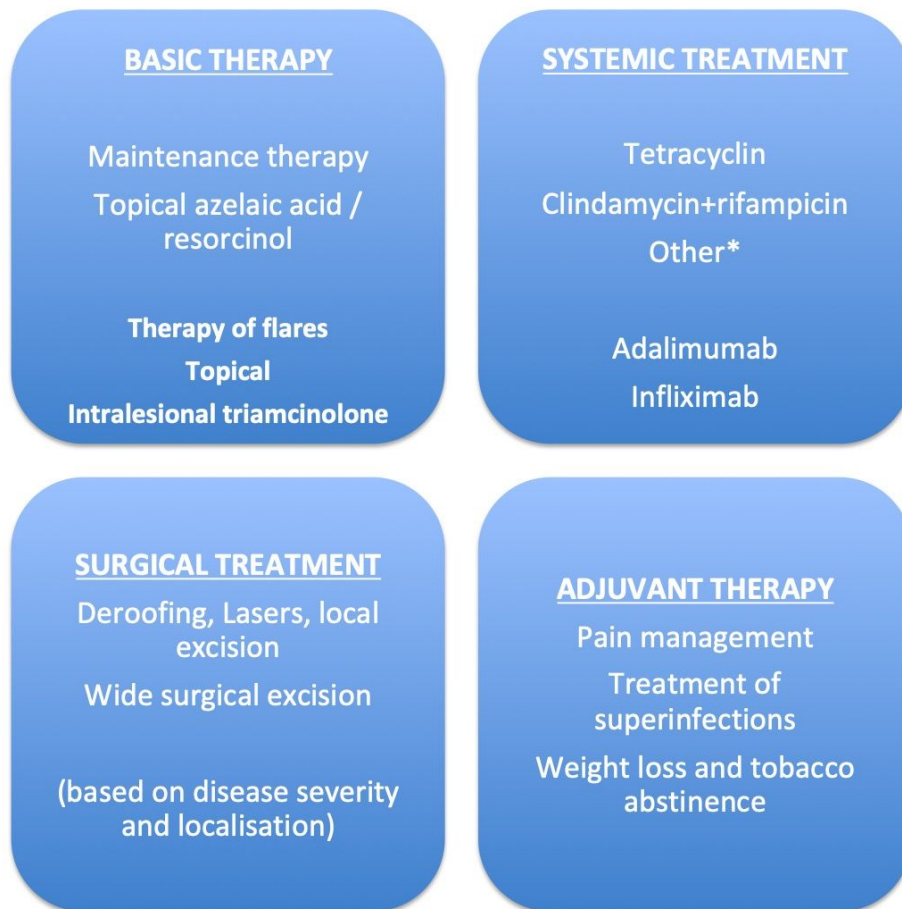 BASIC THERAPY
Maintenance therapy
Topical azelaic acid /
resorcinol
Therapy of flares
Topical
Intralesional triamcinolone
SYSTEMIC TREATMENT
Tetracyclin
Clindamycin+rifampicin
Other*
Adalimumab
Infliximab
SURGICAL TREATMENT
Deroofing, Lasers, local
excision
Wide surgical excision
(based on disease severity
and localisation)
ADJUVANT THERAPY
Pain management
Treatment of
superinfections
Weight loss and tobacco
abstinence